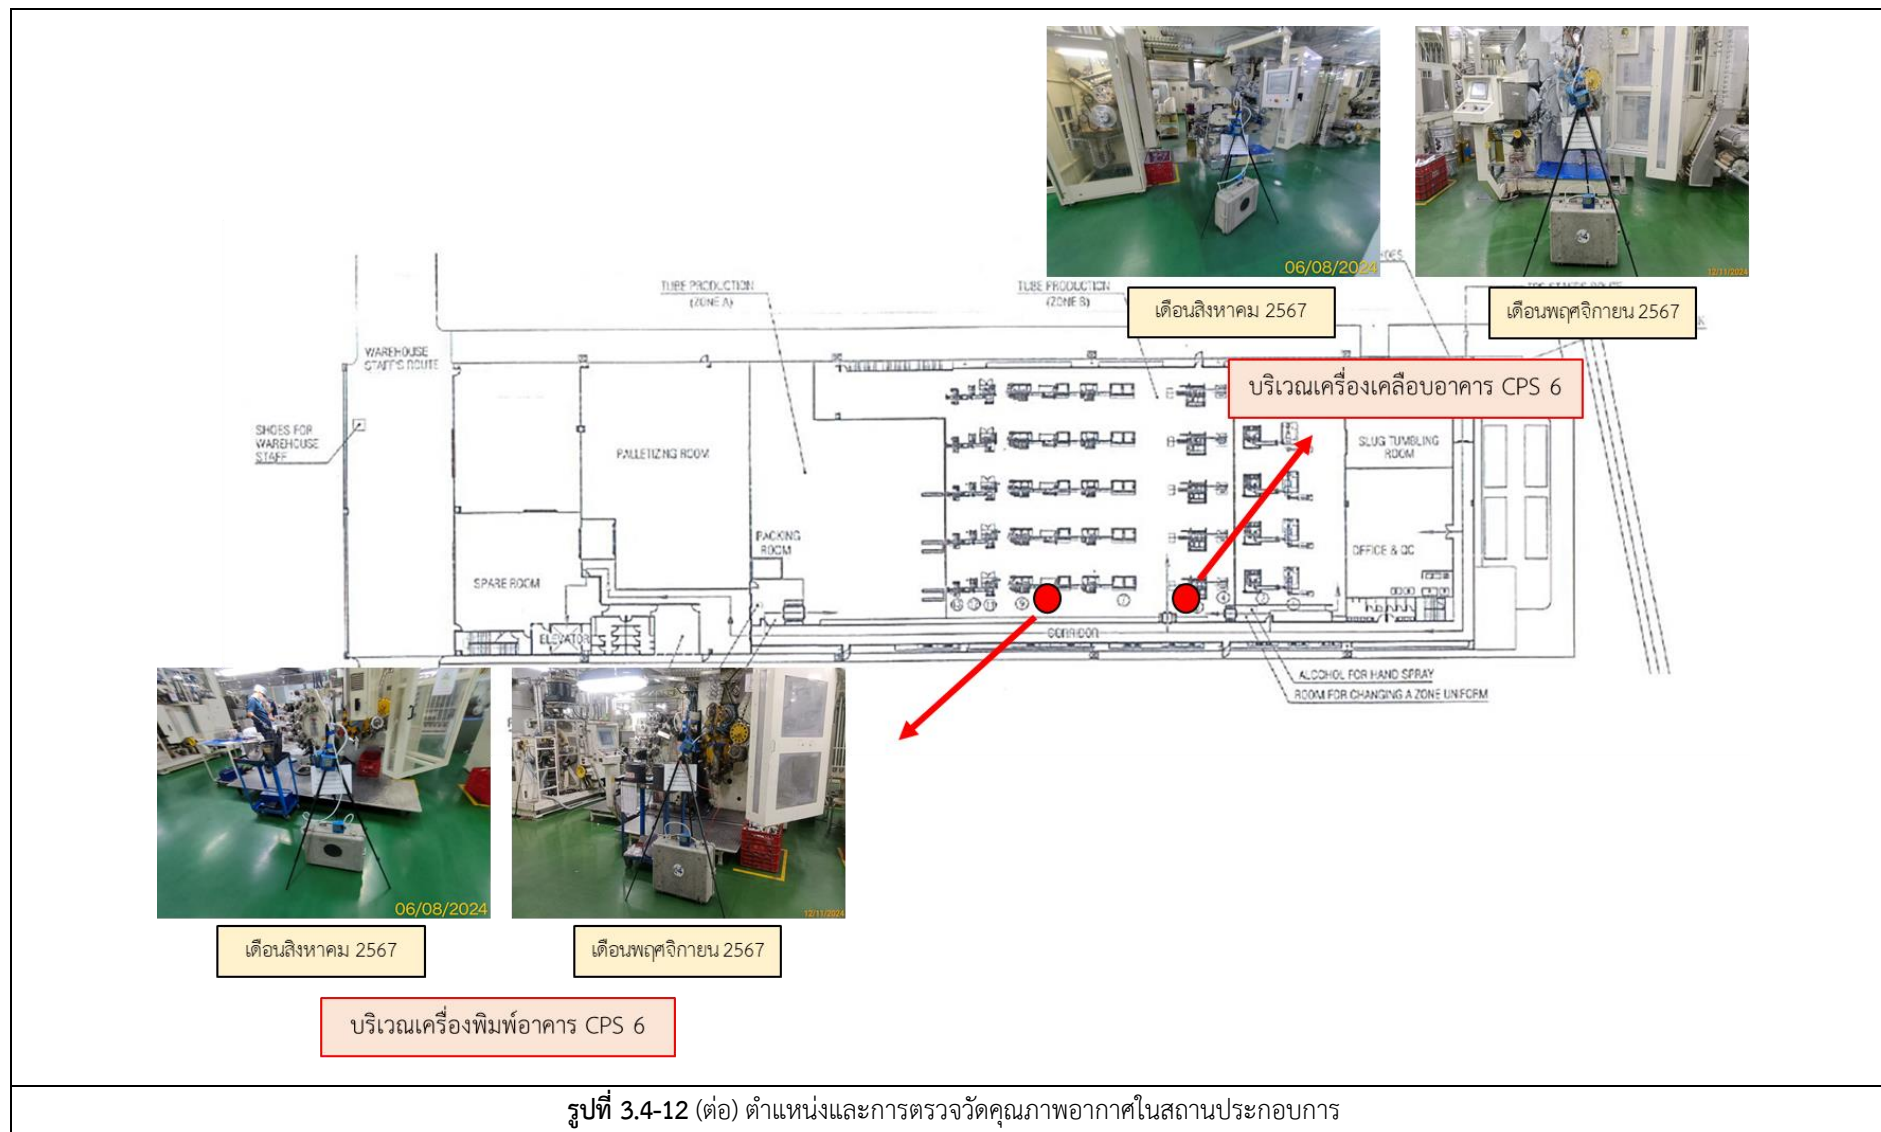 06/08/2024
12/11/2024
เดือนสิงหาคม 2567
เดือนพฤศจิกายน 2567
TUBE PRODUCTION
(ZONE A)
TUBE PRODUCTION
(ZONE B)
บริเวณเครื่องเคลือบอาคาร CPS 6
WAREHOUSE
STAFF'S ROUTE
SHOES FOR
WAREHOUSE
STAFF
PALLETIZING ROOM
SLUG TUMBLING
ROOM
PACKING
ROOM
OFFICE & QC
SPARE ROOM
ELEVATOR
CORRIDOR
ALCOHOL FOR HAND SPRAY
ROOM FOR CHANGING A ZONE UNIFORM
06/08/2024
12/11/2024
เดือนสิงหาคม 2567
เดือนพฤศจิกายน 2567
บริเวณเครื่องพิมพ์อาคาร CPS 6
รูปที่ 3.4-12 (ต่อ) ตำแหน่งและการตรวจวัดคุณภาพอากาศในสถานประกอบการ